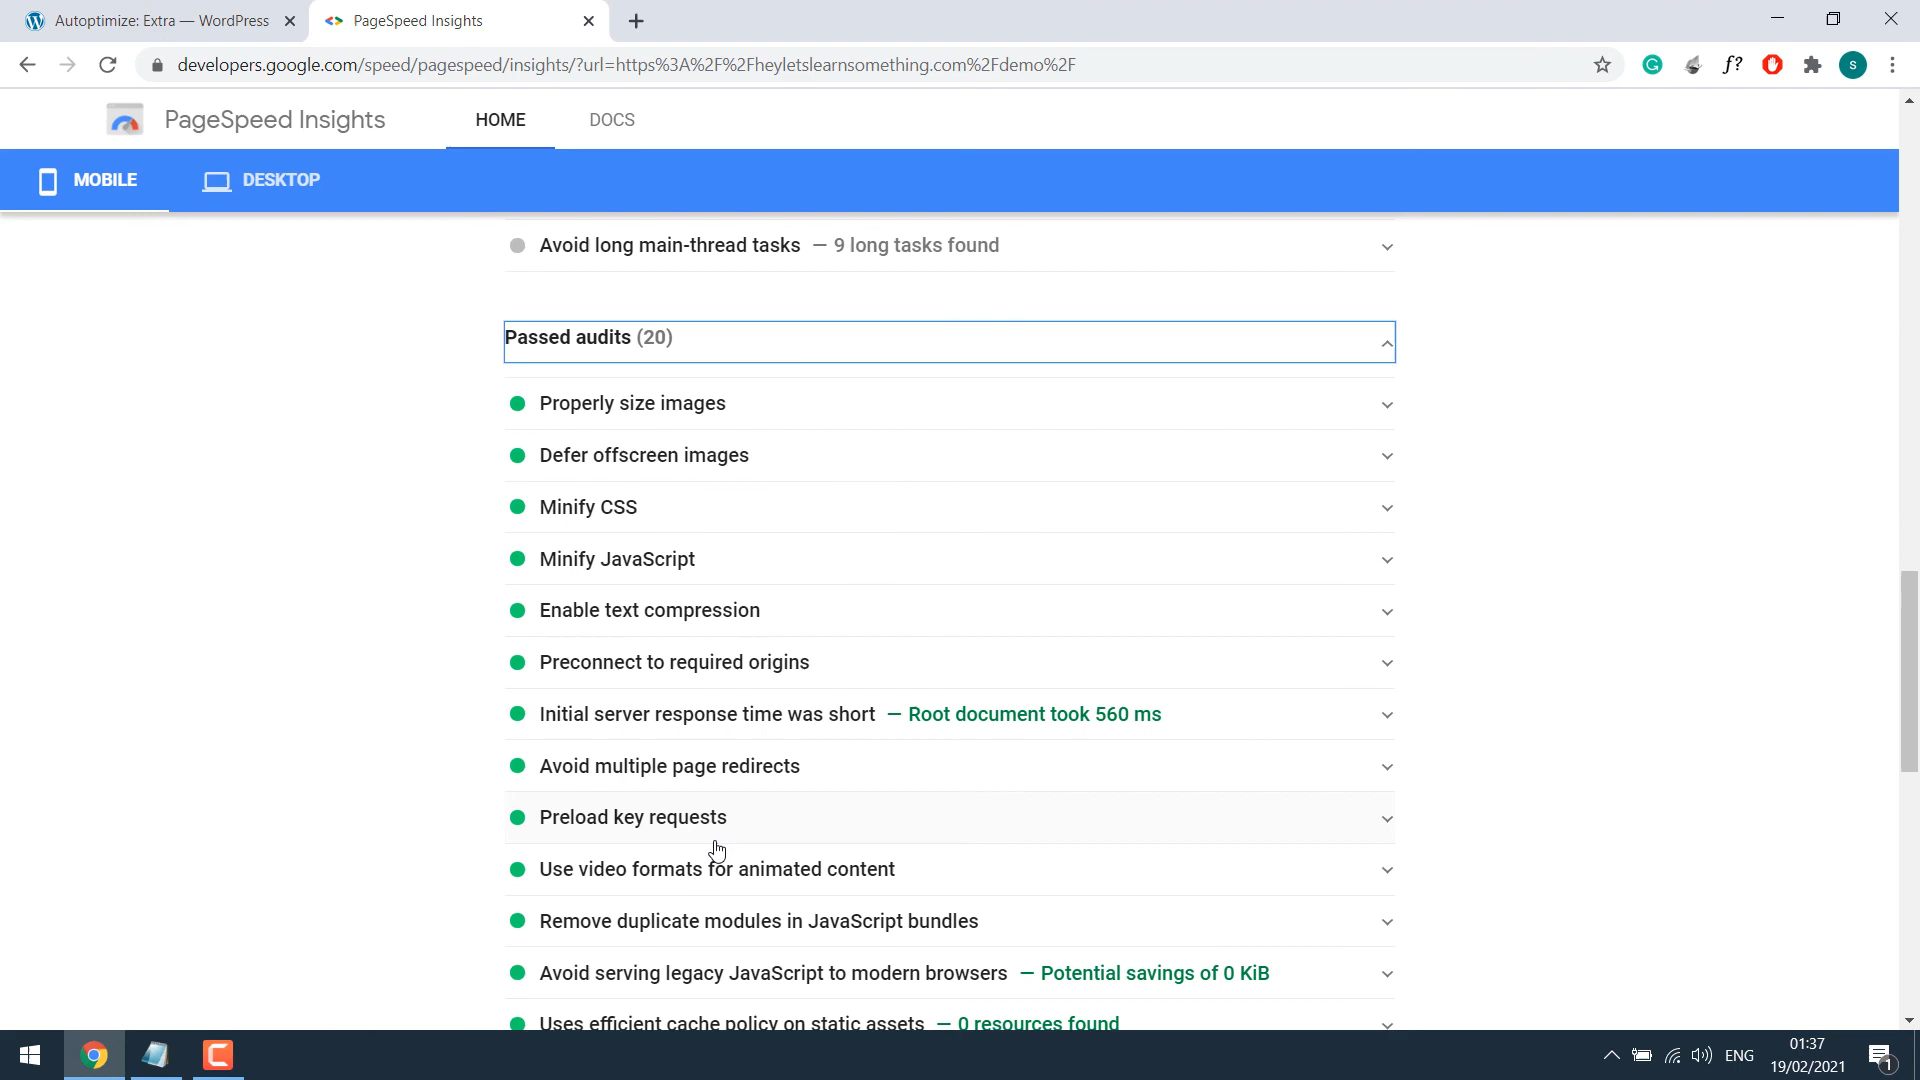 Autoptimize: Extra — WordPress
PageSpeed Insights
developers.google.com/speed/pagespeed/insights/?url=https%3A%2F%2Fheyletslearnsomething.com%2Fdemo%2F
f?
s
PageSpeed Insights
HOME
DOCS
MOBILE
DESKTOP
Avoid long main-thread tasks — 9 long tasks found
Passed audits (20)
Properly size images
Defer offscreen images
Minify CSS
Minify JavaScript
Enable text compression
Preconnect to required origins
Initial server response time was short — Root document took 560 ms
Avoid multiple page redirects
Preload key requests
Use video formats for animated content
Remove duplicate modules in JavaScript bundles
Avoid serving legacy JavaScript to modern browsers — Potential savings of 0 KiB
Uses efficient cache policy on static assets — 0 resources found
ENG
01:37
19/02/2021
1